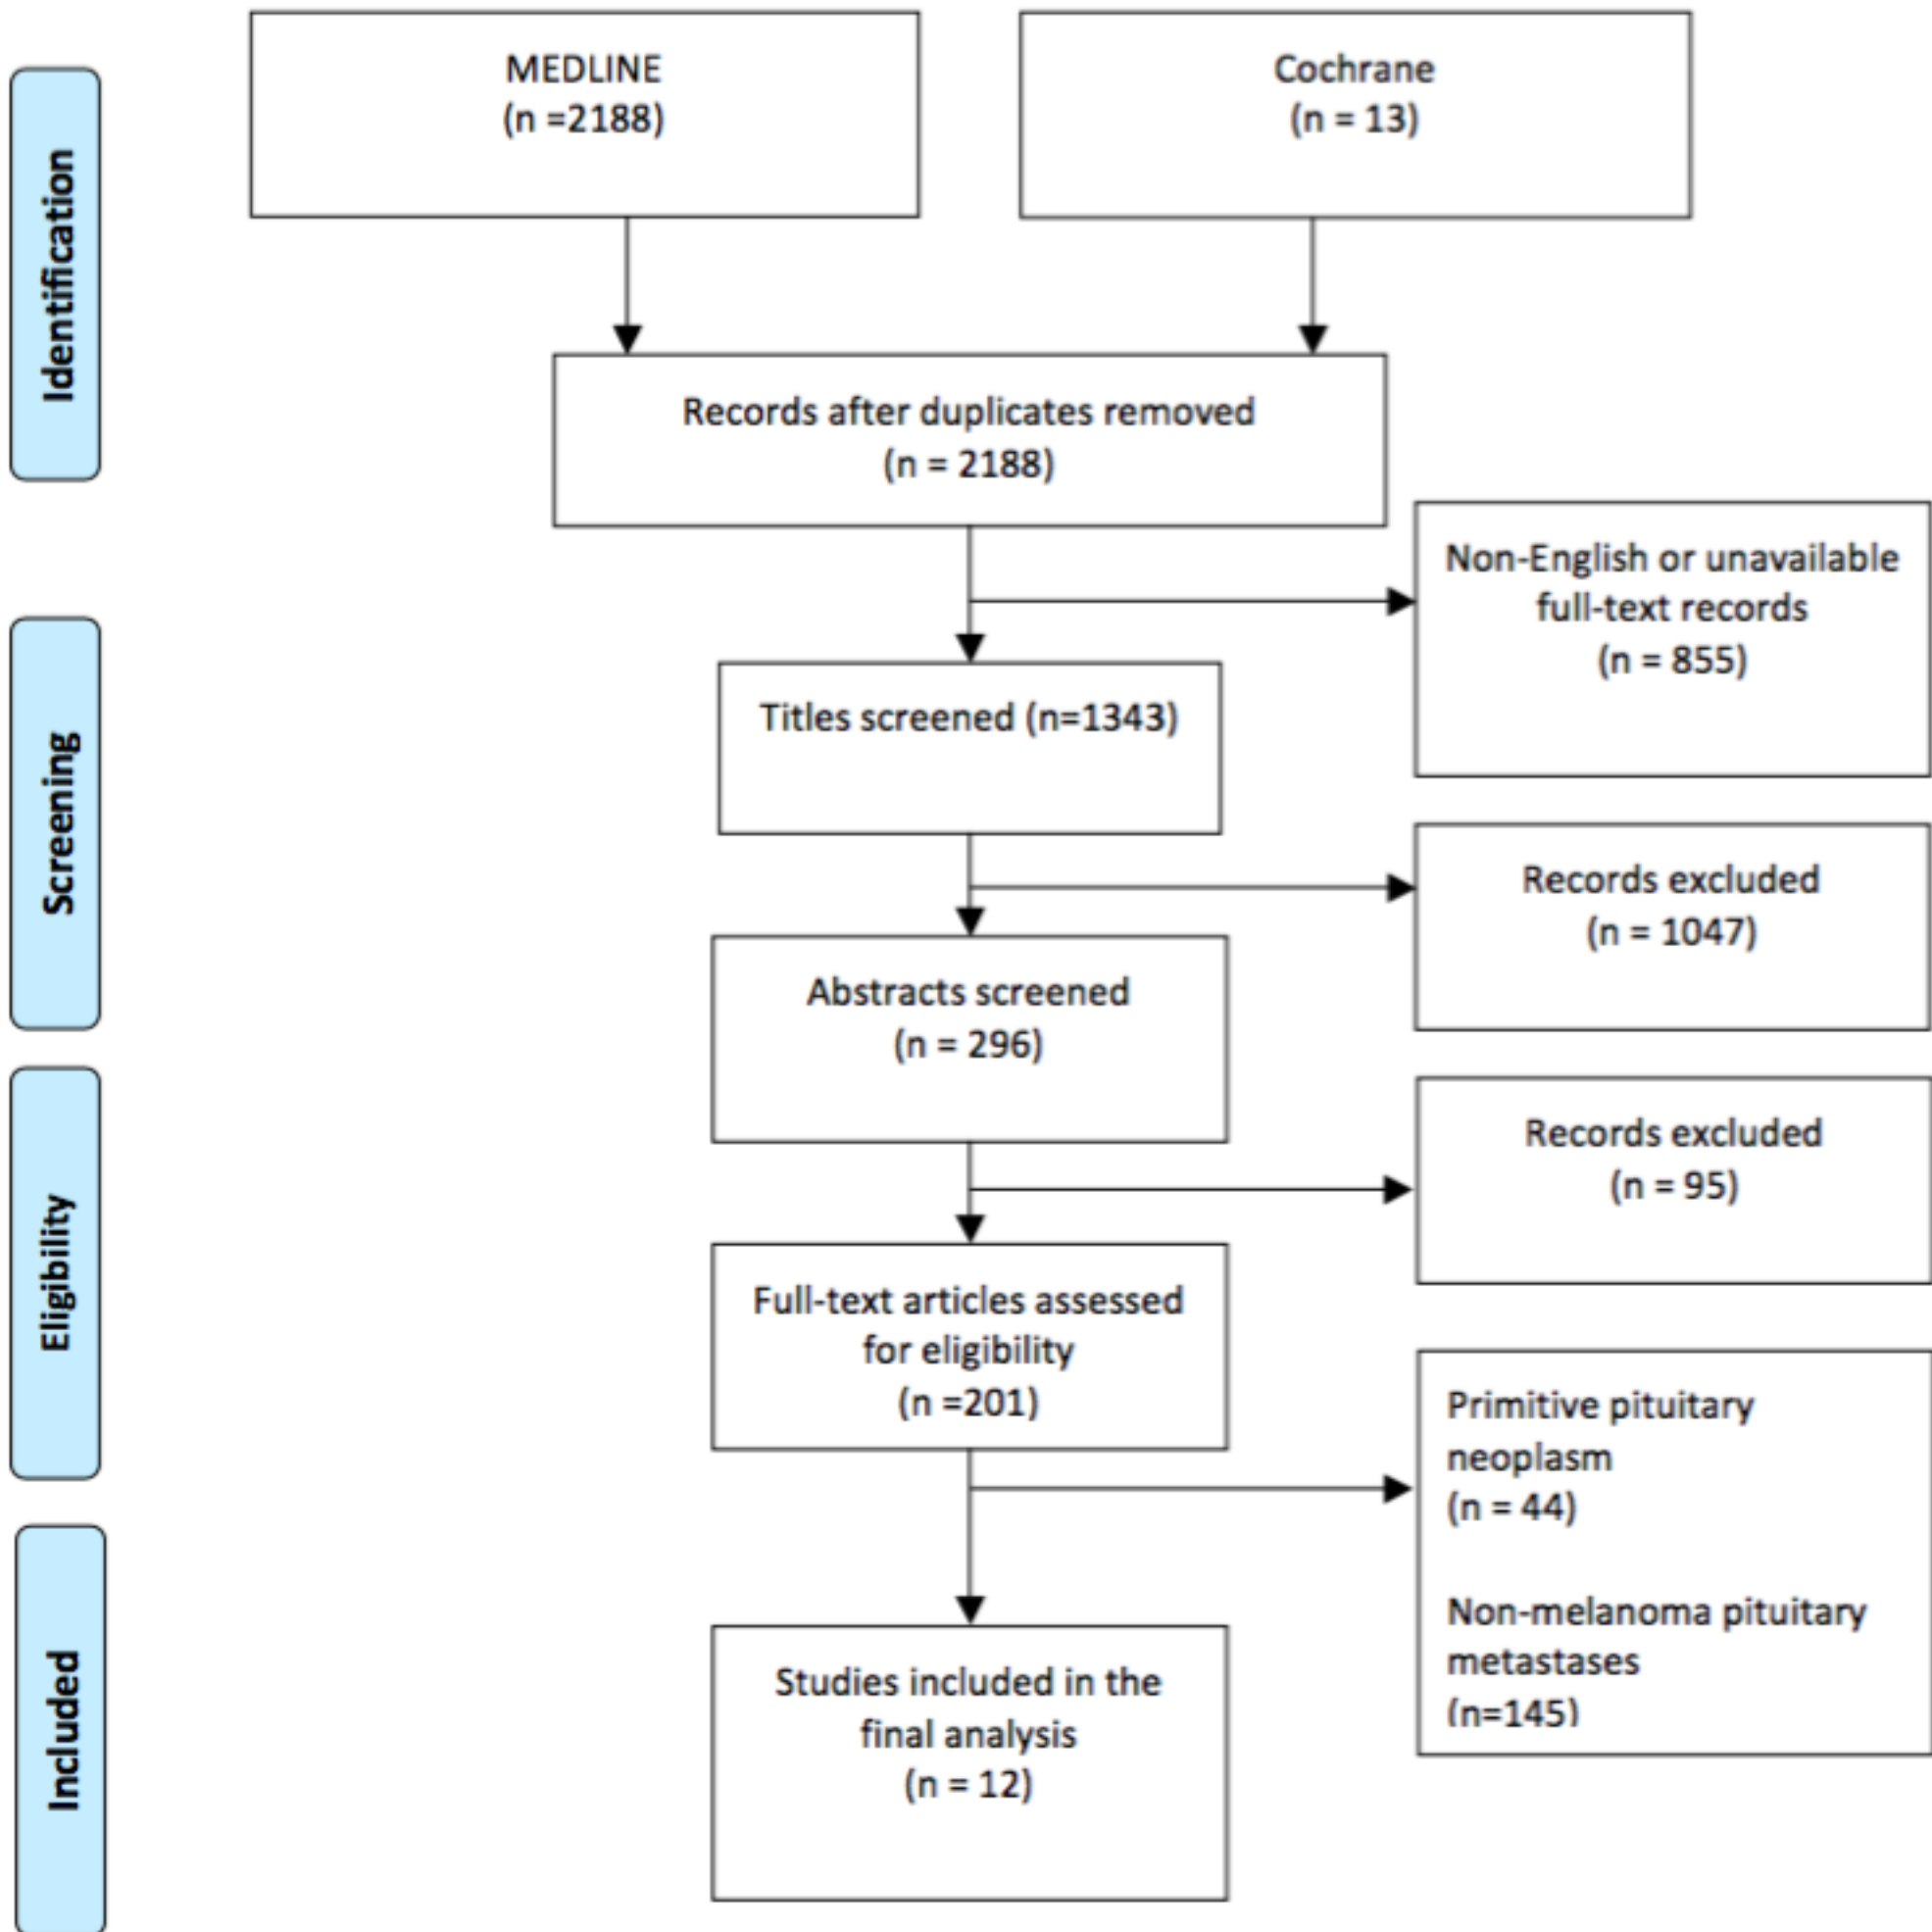 Identification
MEDLINE
(n =2188)
Cochrane
(n = 13)
Records after duplicates removed
(n = 2188)
Screening
Non-English or unavailable
full-text records
(n = 855)
Titles screened (n=1343)
Records excluded
(n = 1047)
Abstracts screened
(n = 296)
Eligibility
Records excluded
(n = 95)
Full-text articles assessed
for eligibility
(n =201)
Primitive pituitary
neoplasm
(n = 44)
Non-melanoma pituitary
metastases
(n=145)
Included
Studies included in the
final analysis
(n = 12)